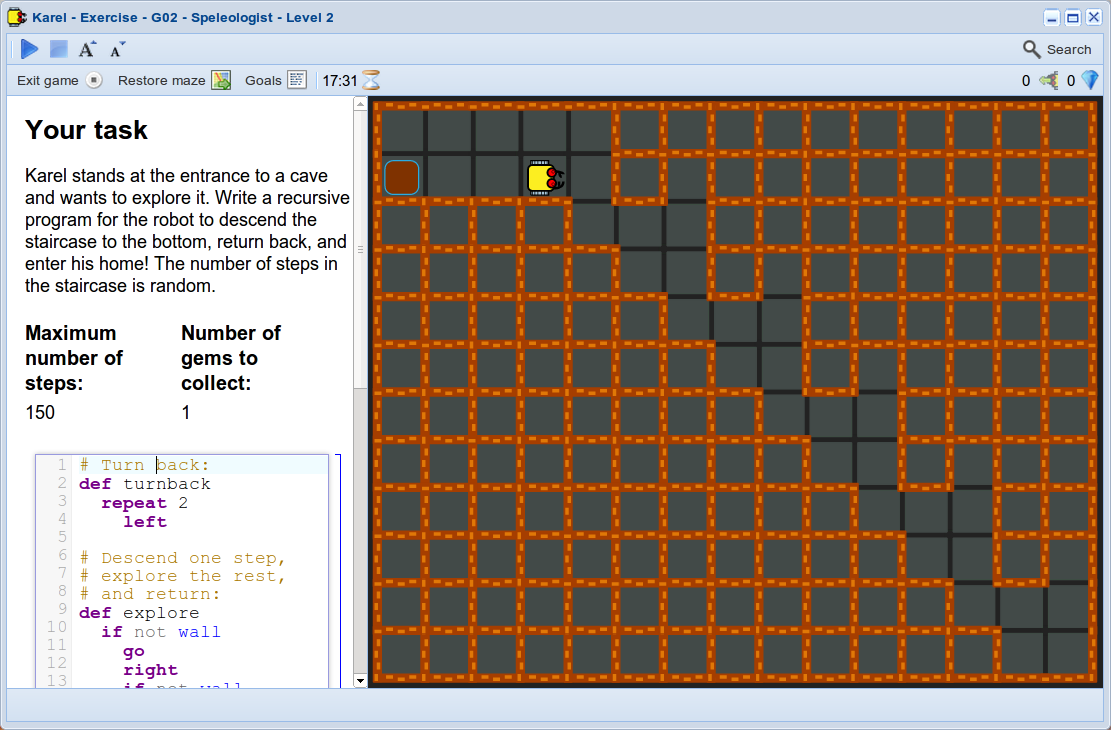 Karel - Exercise - G02 - Speleologist - Level 2
A A
Search
Exit game Restore maze Goals 17:31 0 0
Your task
Karel stands at the entrance to a cave
and wants to explore it. Write a recursive
program for the robot to descend the
staircase to the bottom, return back, and
enter his home! The number of steps in
the staircase is random.
Maximum
number of
steps:
150
Number of
gems to
collect:
1
1 # Turn back:
2 def turnback
3 repeat 2
4 left
5
6 # Descend one step,
7 # explore the rest,
8 # and return:
9 def explore
10 if not wall
11 go
12 right
13 if not wall